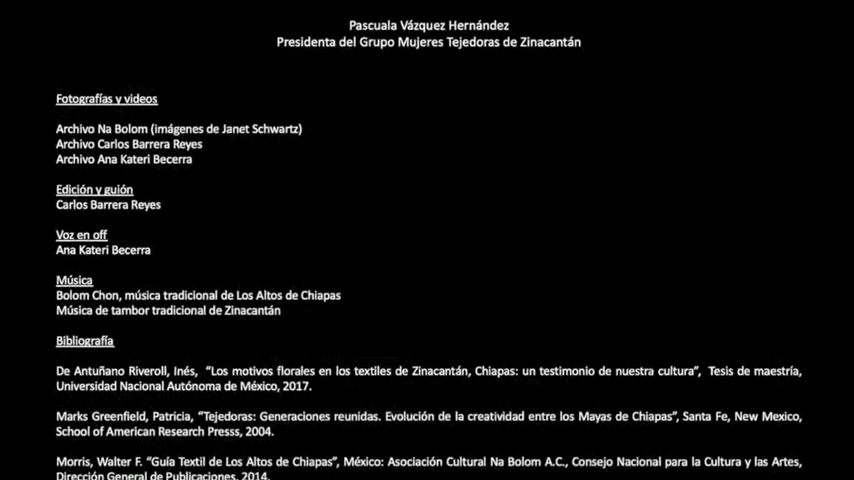 Pascuala Vázquez Hernández
Presidenta del Grupo Mujeres Tejedoras de Zinacantán
Fotografías y videos
Archivo Na Bolom (imágenes de Janet Schwartz)
Archivo Carlos Barrera Reyes
Archivo Ana Kateri Becerra
Edición y guión
Carlos Barrera Reyes
Voz en off
Ana Kateri Becerra
Música
Bolom Chon, música tradicional de Los Altos de Chiapas
Música de tambor tradicional de Zinacantán
Bibliografía
De Antuñano Riveroll, Inés, “Los motivos florales en los textiles de Zinacantán, Chiapas: un testimonio de nuestra cultura”, Tesis de maestría,
Universidad Nacional Autónoma de México, 2017.
Marks Greenfield, Patricia, “Tejedoras: Generaciones reunidas. Evolución de la creatividad entre los Mayas de Chiapas”, Santa Fe, New Mexico,
School of American Research Presss, 2004.
Morris, Walter F. “Guía Textil de Los Altos de Chiapas”, México: Asociación Cultural Na Bolom A.C., Consejo Nacional para la Cultura y las Artes,
Dirección General de Publicaciones, 2014.